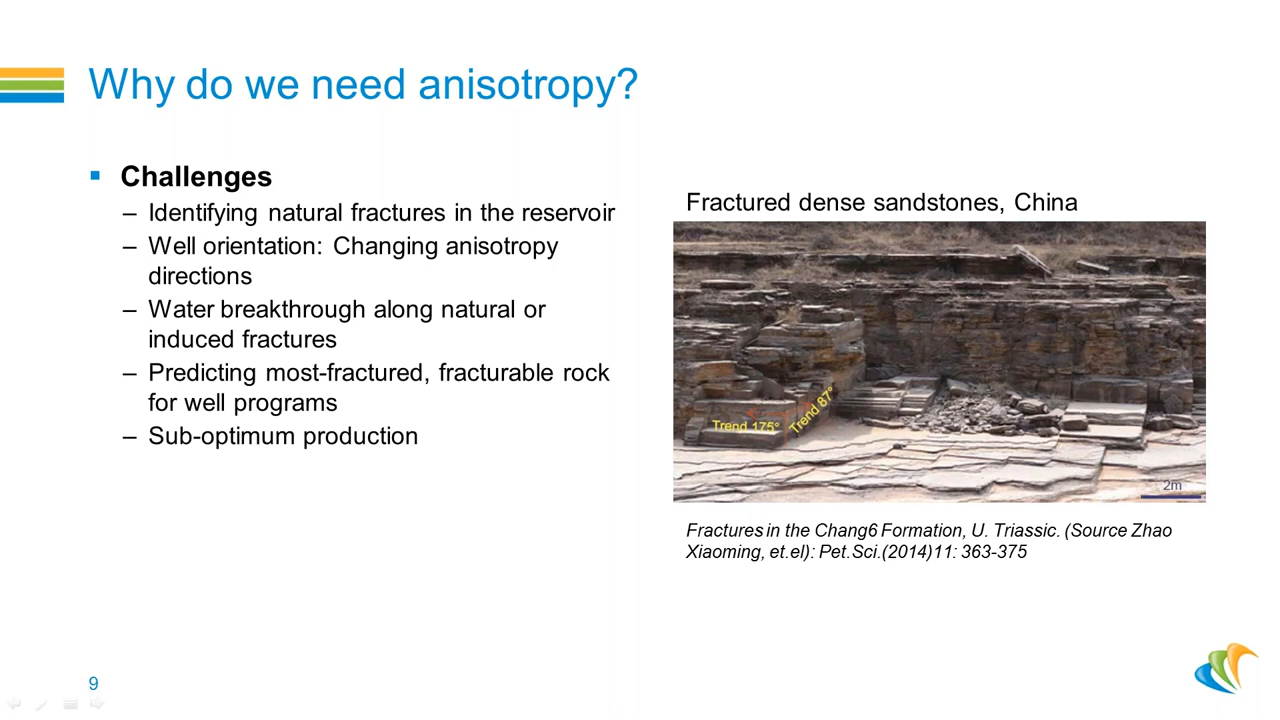 Why do we need anisotropy?
▪ Challenges
– Identifying natural fractures in the reservoir
– Well orientation: Changing anisotropy
directions
– Water breakthrough along natural or
induced fractures
– Predicting most-fractured, fracturable rock
for well programs
– Sub-optimum production
Fractured dense sandstones, China
Trend 175°
Trend 87°
2m
Fractures in the Chang6 Formation, U. Triassic. (Source Zhao
Xiaoming, et.el): Pet.Sci.(2014)11: 363-375
9